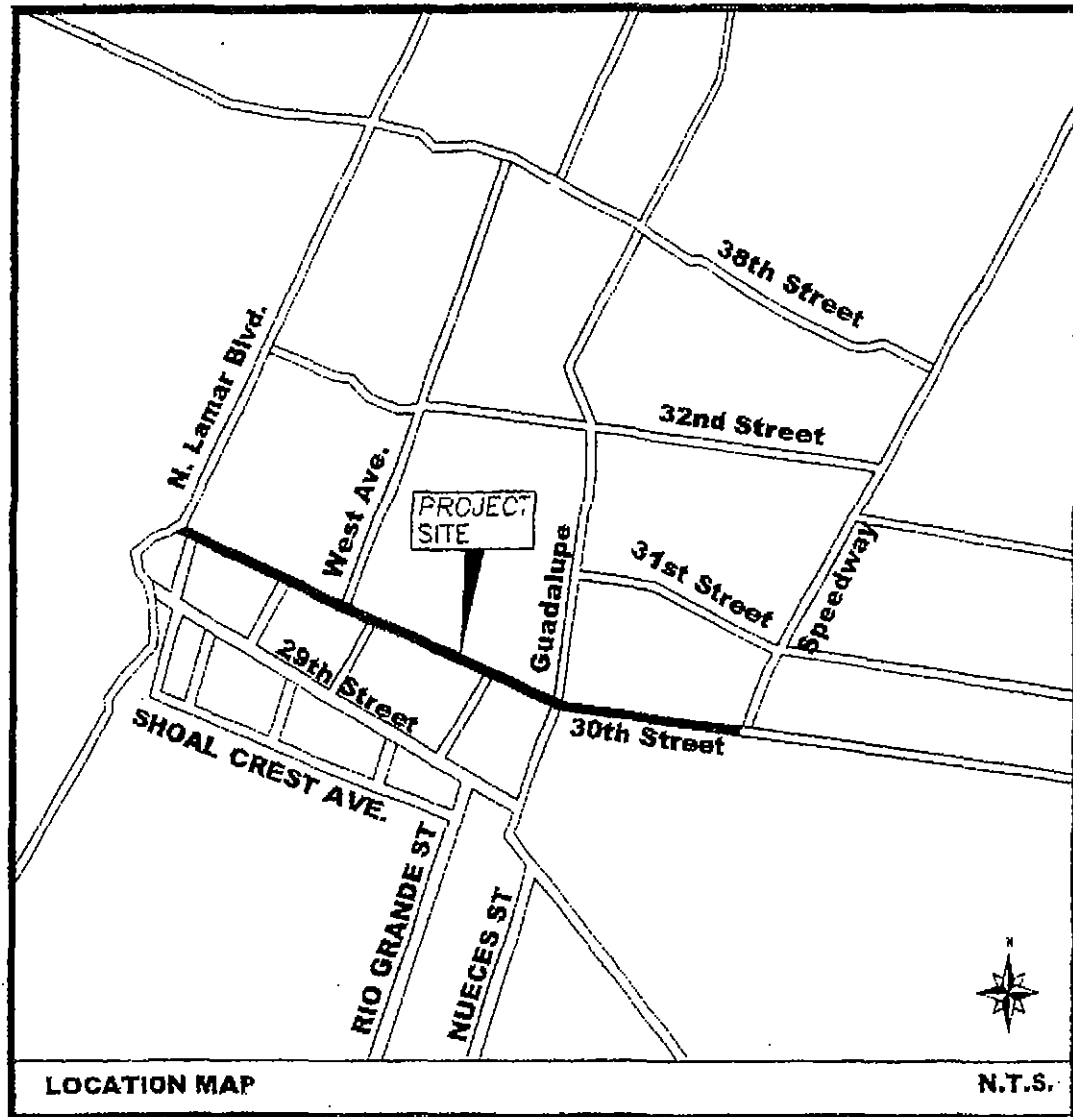 38th Street
N. Lamar Blvd.
32nd Street
West Ave.
PROJECT
SITE
Guadalupe
31st Street
Speedway
29th Street
30th Street
SHOAL CREST AVE.
RIO GRANDE ST
NUECES ST
N
LOCATION MAP
N.T.S.